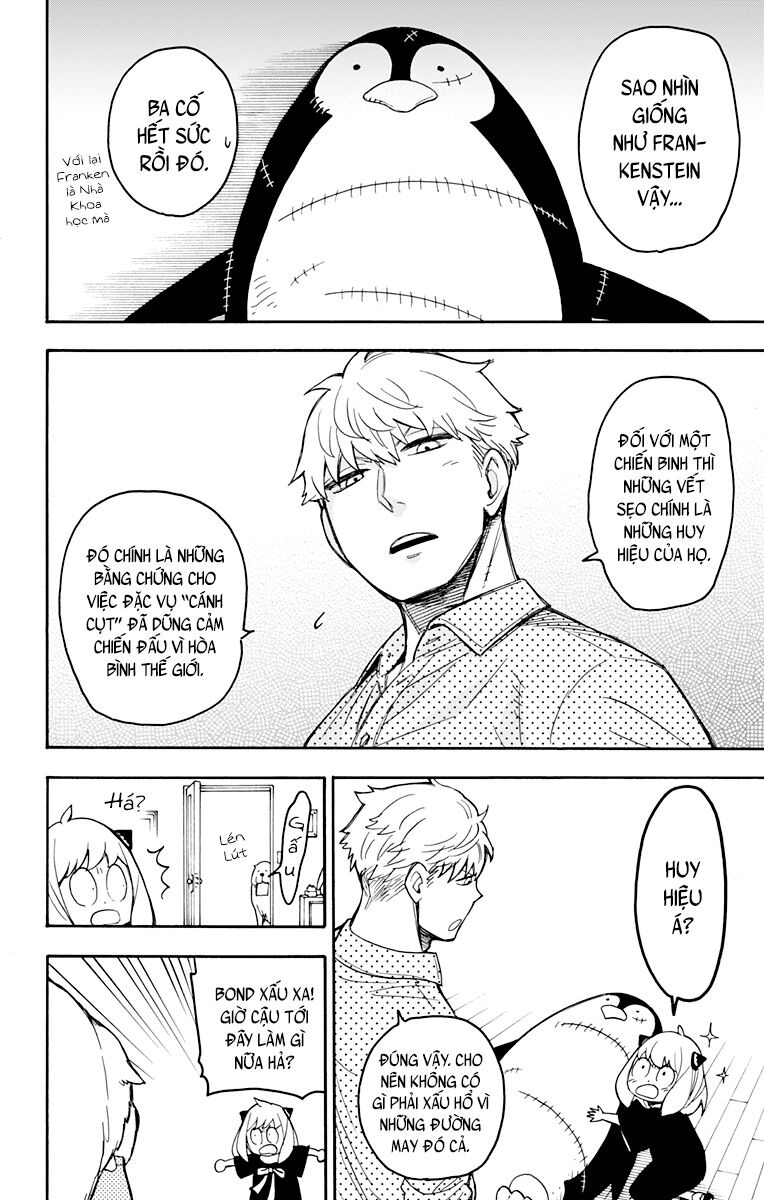 SAO NHÌN
GIỐNG
NHƯ FRAN-
KENSTEIN
VẬY...
BA CỐ
HẾT SỨC
RỒI ĐÓ.
Với lại
Franken
là Nhà
Khoa
học mà
ĐỐI VỚI MỘT
CHIẾN BINH THÌ
NHỮNG VẾT
SẸO CHÍNH LÀ
NHỮNG HUY
HIỆU CỦA HỌ.
ĐÓ CHÍNH LÀ NHỮNG
BẰNG CHỨNG CHO
VIỆC ĐẶC VỤ “CÁNH
CỤT” ĐÃ DŨNG CẢM
CHIẾN ĐẤU VÌ HÒA
BÌNH THẾ GIỚI.
HUY
HIỆU
Á?
ĐÚNG VẬY. CHO
NÊN KHÔNG CÓ
GÌ PHẢI XẤU HỔ VÌ
NHỮNG ĐƯỜNG
MAY ĐÓ CẢ.
Gấu
Lén
Lút
Há?
BOND XẤU XA!
GIỜ CẬU TỚI
ĐÂY LÀM GÌ
NỮA HẢ?